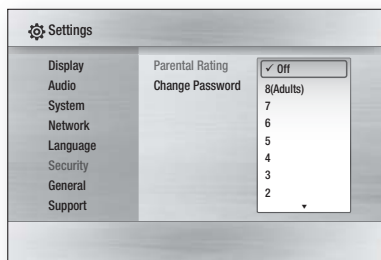 Settings
Display
Audio
System
Network
Language
Security
General
Support
Parental Rating
Change Password
✓ Off
8(Adults)
7
6
5
4
3
2